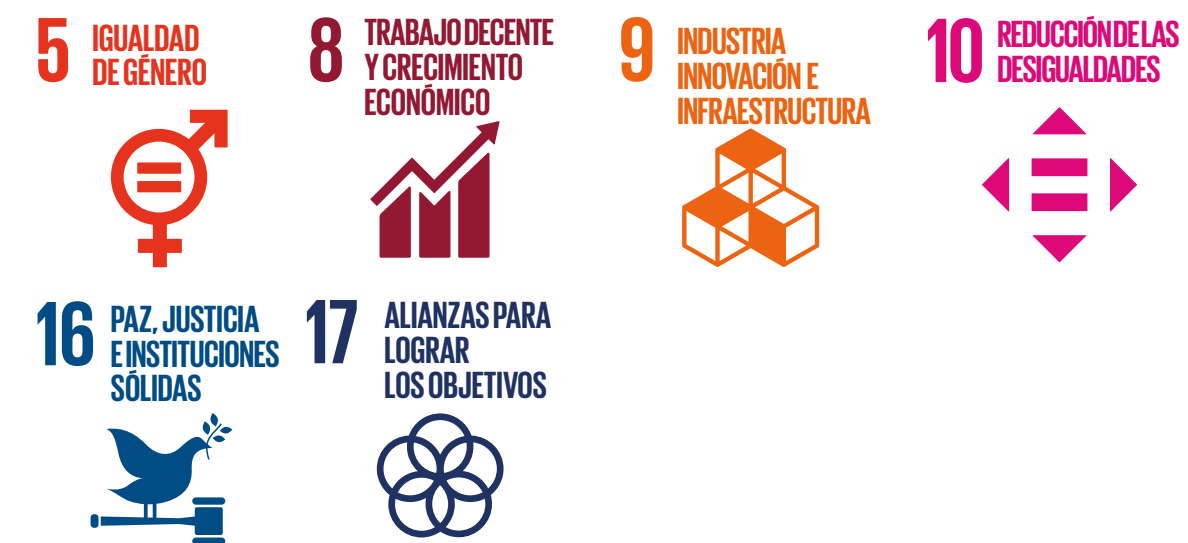 5 IGUALDAD
DE GÉNERO
8 TRABAJO DECENTE
Y CRECIMIENTO
ECONÓMICO
9 INDUSTRIA
INNOVACIÓN E
INFRAESTRUCTURA
10 REDUCCIÓN DE LAS
DESIGUALDADES
16 PAZ, JUSTICIA
E INSTITUCIONES
SÓLIDAS
17 ALIANZAS PARA
LOGRAR
LOS OBJETIVOS